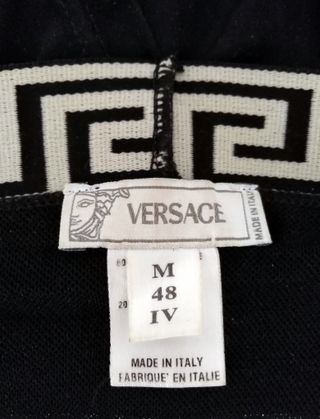 VERSACE
MADE IN ITALY
M
48
IV
MADE IN ITALY
FABRIQUE' EN ITALIE